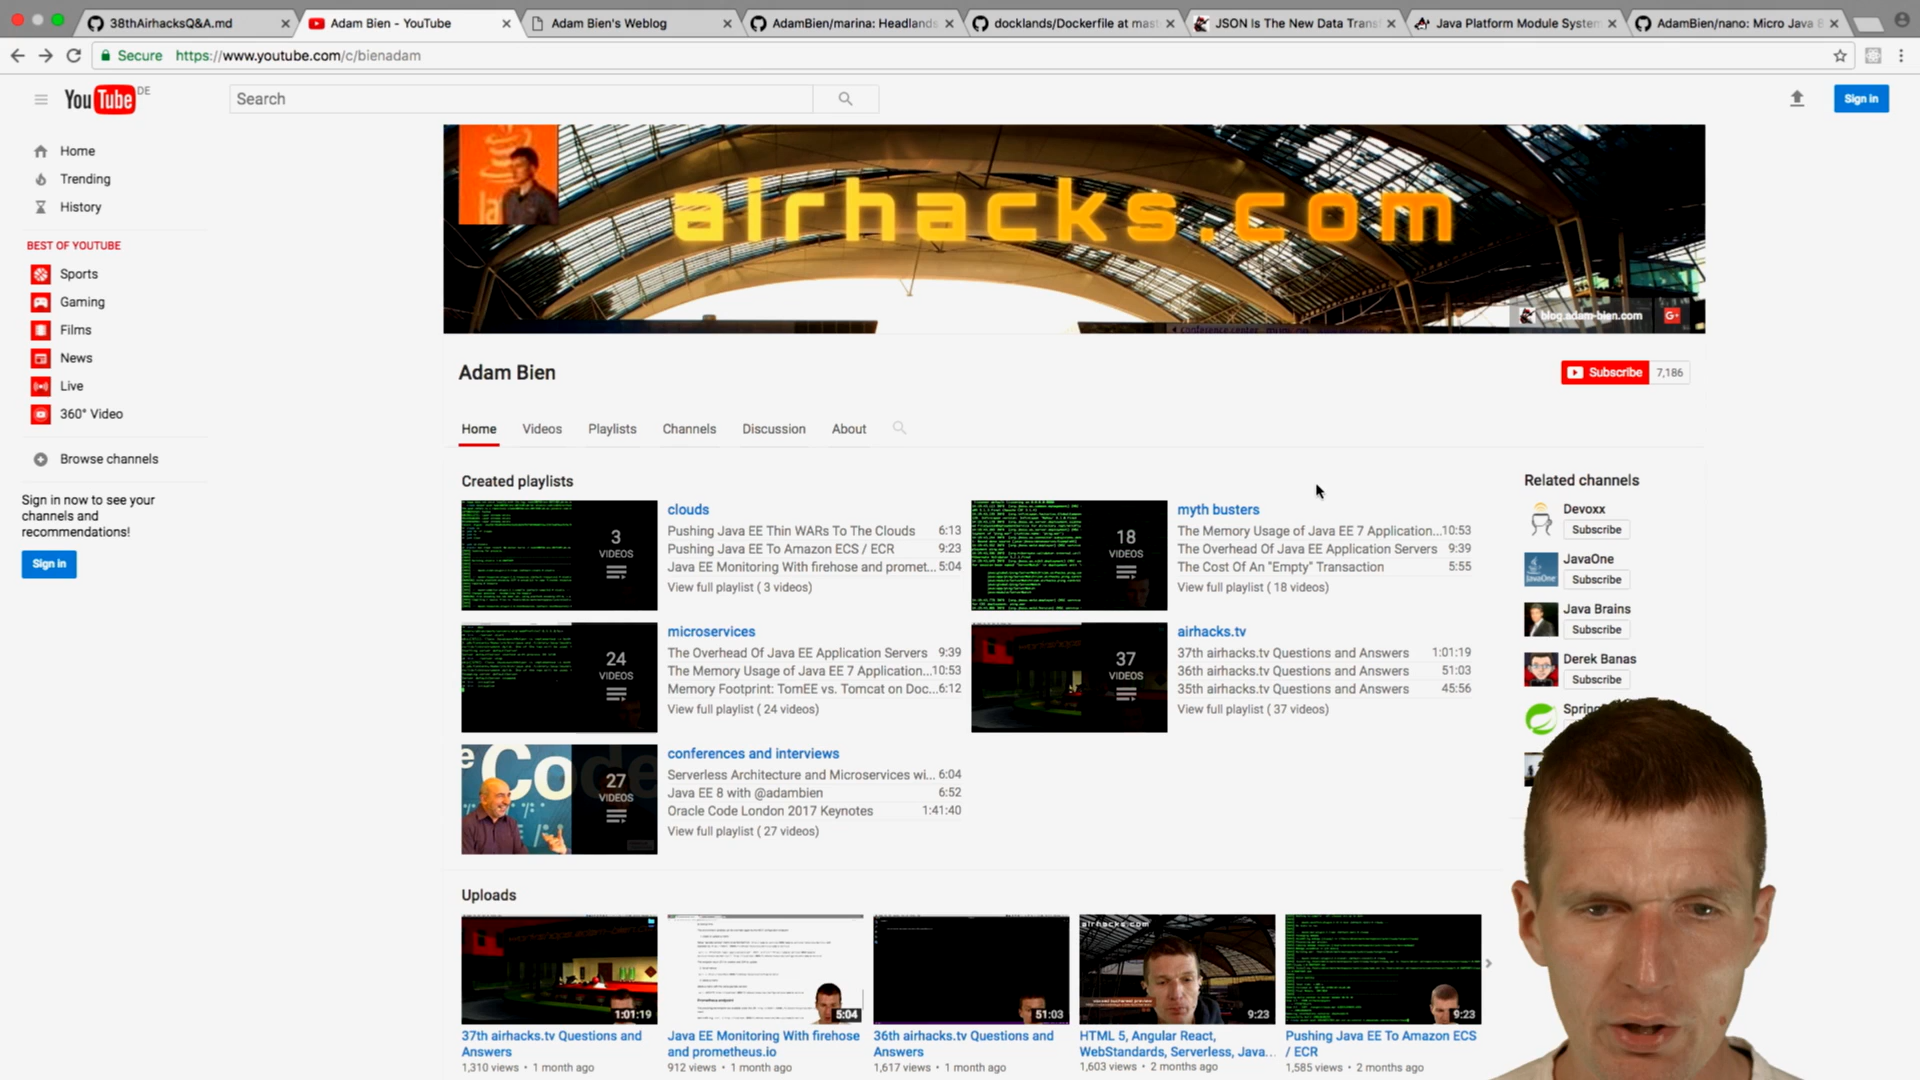 38thAirhacksQ&A.md
Adam Bien - YouTube
Adam Bien's Weblog
AdamBien/marina: Headlands
docklands/Dockerfile at mast
JSON Is The New Data Transf
Java Platform Module System
AdamBien/nano: Micro Java
Secure https://www.youtube.com/c/bienadam
YouTube DE
Search
Sign in
Home
Trending
History
BEST OF YOUTUBE
Sports
Gaming
Films
News
Live
360° Video
Browse channels
Sign in now to see your
channels and
recommendations!
Sign in
airhacks.com
blog.adam-bien.com
G+
Adam Bien
Subscribe 7,186
Home Videos Playlists Channels Discussion About
Created playlists
3
VIDEOS
clouds
Pushing Java EE Thin WARs To The Clouds 6:13
Pushing Java EE To Amazon ECS / ECR 9:23
Java EE Monitoring With firehose and promet... 5:04
View full playlist ( 3 videos)
18
VIDEOS
myth busters
The Memory Usage of Java EE 7 Application... 10:53
The Overhead Of Java EE Application Servers 9:39
The Cost Of An "Empty" Transaction 5:55
View full playlist ( 18 videos)
24
VIDEOS
microservices
The Overhead Of Java EE Application Servers 9:39
The Memory Usage of Java EE 7 Application... 10:53
Memory Footprint: TomEE vs. Tomcat on Doc... 6:12
View full playlist ( 24 videos)
37
VIDEOS
airhacks.tv
37th airhacks.tv Questions and Answers 1:01:19
36th airhacks.tv Questions and Answers 51:03
35th airhacks.tv Questions and Answers 45:56
View full playlist ( 37 videos)
e Code
27
VIDEOS
conferences and interviews
Serverless Architecture and Microservices wi... 6:04
Java EE 8 with @adambien 6:52
Oracle Code London 2017 Keynotes 1:41:40
View full playlist ( 27 videos)
Related channels
Devoxx
Subscribe
JavaOne
Subscribe
Java Brains
Subscribe
Derek Banas
Subscribe
Spring
Uploads
1:01:19
37th airhacks.tv Questions and
Answers
1,310 views • 1 month ago
5:04
Java EE Monitoring With firehose
and prometheus.io
912 views • 1 month ago
51:03
36th airhacks.tv Questions and
Answers
1,617 views • 1 month ago
airhacks.com
9:23
HTML 5, Angular React,
WebStandards, Serverless, Java...
1,603 views • 2 months ago
9:23
Pushing Java EE To Amazon ECS
/ ECR
1,585 views • 2 months ago